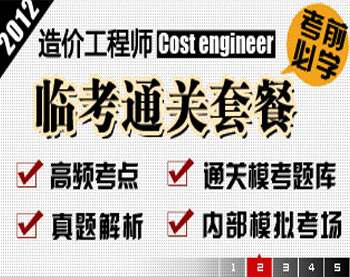 2012
造价工程师 Cost engineer
考前
必学
临考通关套餐
高频考点 通关模考题库
真题解析 内部模拟考场
1 2 3 4 5